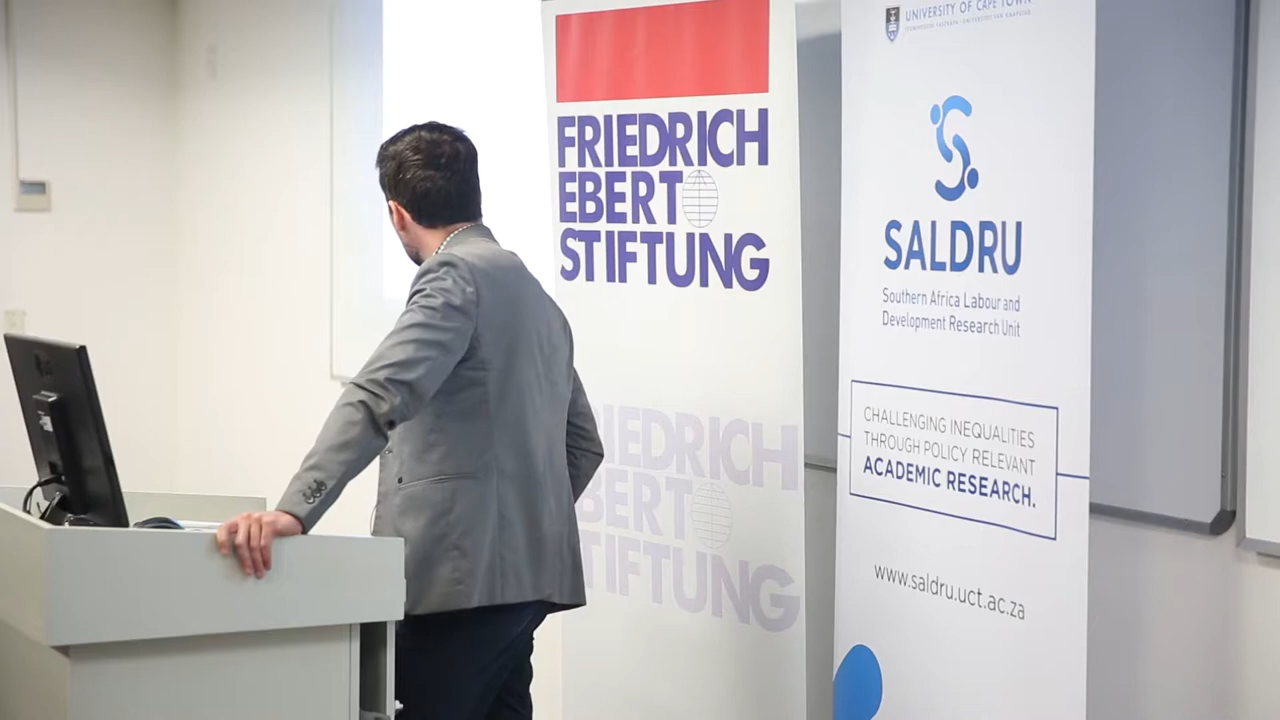 FRIEDRICH
EBERT
STIFTUNG
FRIEDRICH
EBERT
STIFTUNG
UNIVERSITY OF CAPE TOWN
SALDRU
Southern Africa Labour and
Development Research Unit
CHALLENGING INEQUALITIES
THROUGH POLICY RELEVANT
ACADEMIC RESEARCH.
www.saldru.uct.ac.za